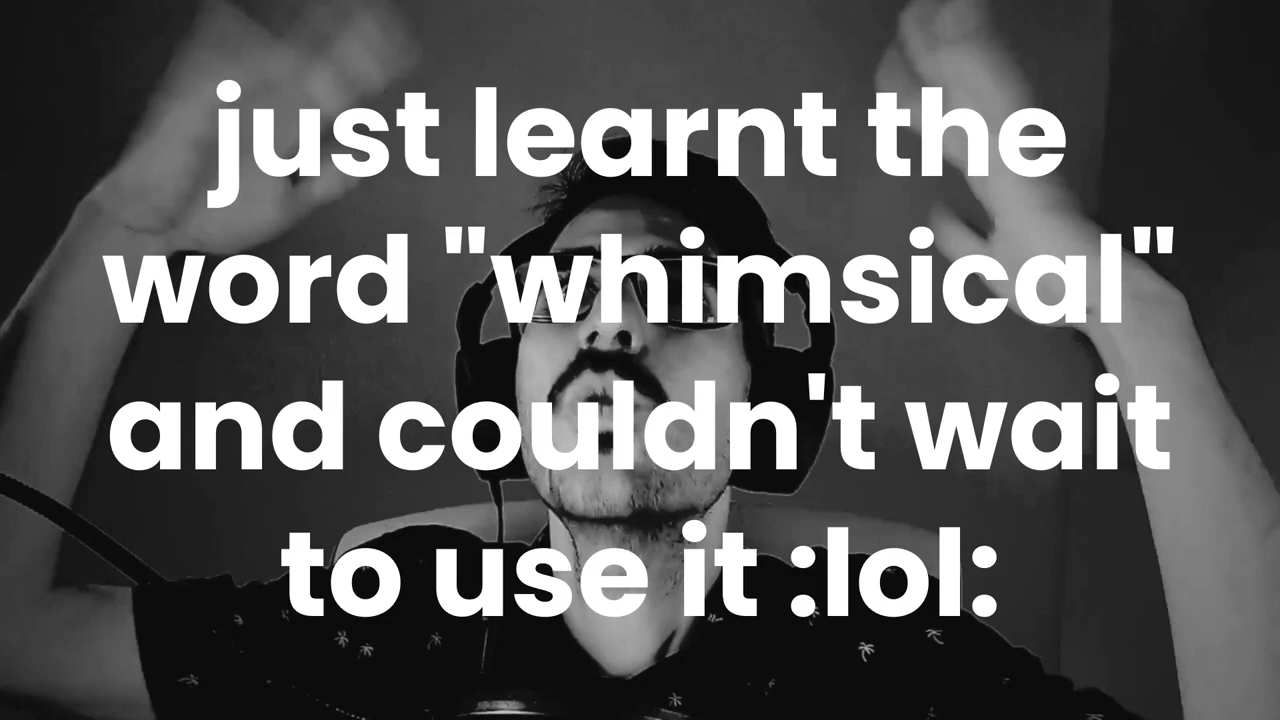 just learnt the
word "whimsical"
and couldn't wait
to use it :lol: